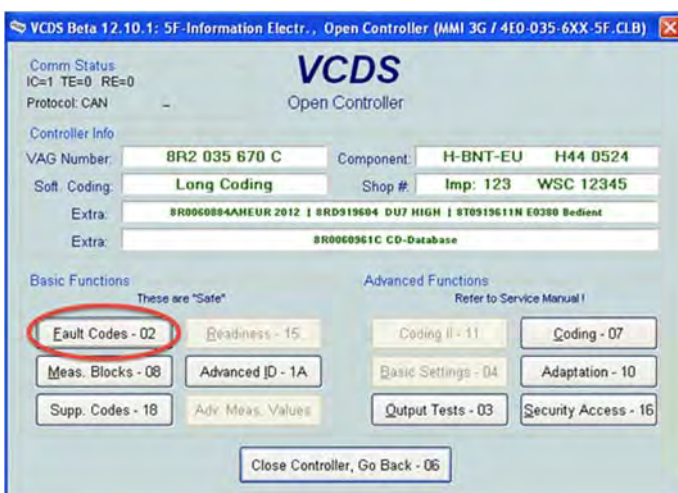 VCDS Beta 12.10.1: 5F-Information Electr., Open Controller (MMI 3G / 4E0-035-6XX-5F.CLB)
Comm Status
IC=1 TE=0 RE=0
Protocol: CAN
VCDS
Open Controller
Controller Info
VAG Number: 8R2 035 670 C Component: H-BNT-EU H44 0524
Soft. Coding: Long Coding Shop #: Imp: 123 WSC 12345
Extra: 8R0060884AHEUR 2012 | 8RD919604 DU7 HIGH | 8T0919611N E0380 Bedient
Extra: 8R0060961C CD-Database
Basic Functions Advanced Functions
These are "Safe" Refer to Service Manual!
Fault Codes - 02 Readiness - 15 Coding II - 11 Coding - 07
Meas. Blocks - 08 Advanced ID - 1A Basic Settings - 04 Adaptation - 10
Supp. Codes - 18 Adv. Meas. Values Output Tests - 03 Security Access - 16
Close Controller, Go Back - 06